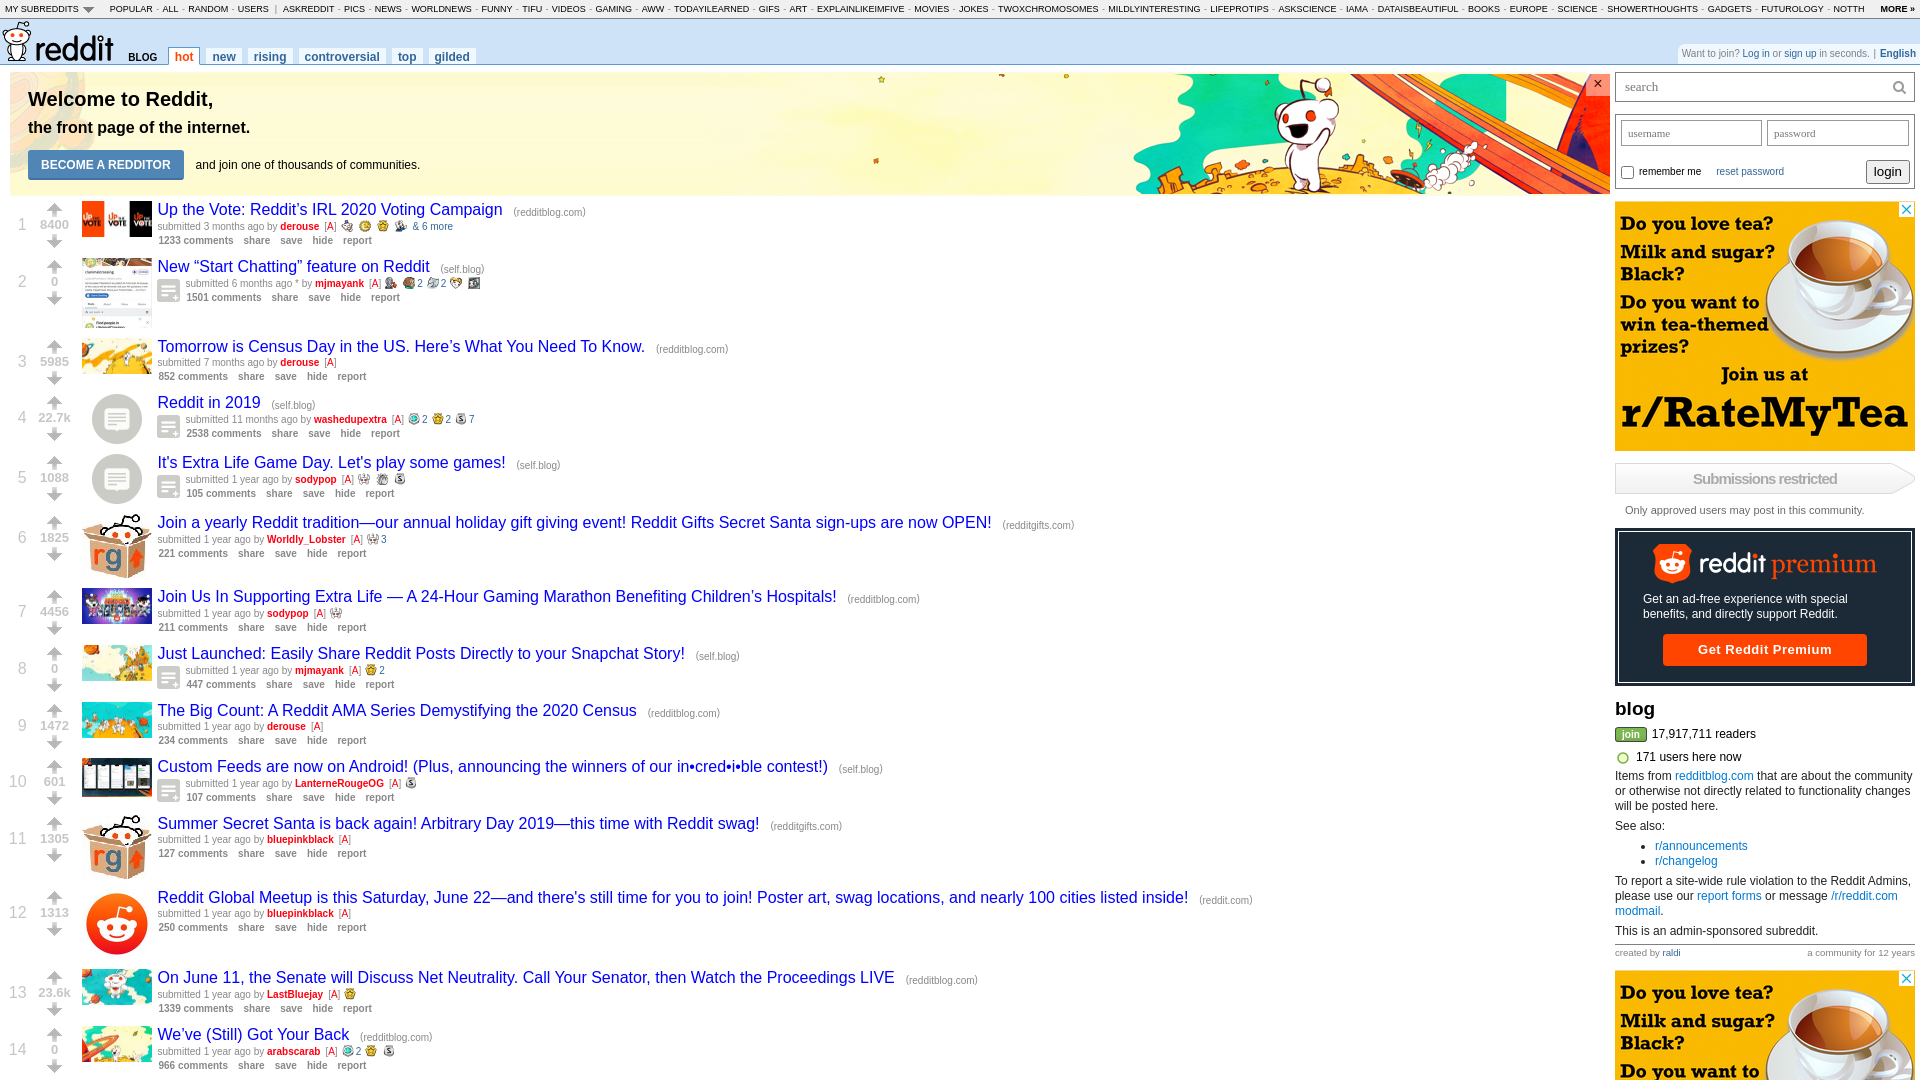 MY SUBREDDITS POPULAR - ALL - RANDOM - USERS | ASKREDDIT - PICS - NEWS - WORLDNEWS - FUNNY - TIFU - VIDEOS - GAMING - AWW - TODAYILEARNED - GIFS - ART - EXPLAINLIKEIMFIVE - MOVIES - JOKES - TWOXCHROMOSOMES - MILDLYINTERESTING - LIFEPROTIPS - ASKSCIENCE - IAMA - DATAISBEAUTIFUL - BOOKS - EUROPE - SCIENCE - SHOWERTHOUGHTS - GADGETS - FUTUROLOGY - NOTTH MORE »
reddit BLOG hot new rising controversial top gilded
Want to join? Log in or sign up in seconds. | English
Welcome to Reddit,
the front page of the internet.
BECOME A REDDITOR and join one of thousands of communities.
×
1
8400
UP THE VOTE
Up the Vote: Reddit’s IRL 2020 Voting Campaign (redditblog.com)
submitted 3 months ago by derouse [A] & 6 more
1233 comments share save hide report
2
0
New “Start Chatting” feature on Reddit (self.blog)
submitted 6 months ago * by mjmayank [A] 2 2
1501 comments share save hide report
3
5985
Tomorrow is Census Day in the US. Here’s What You Need To Know. (redditblog.com)
submitted 7 months ago by derouse [A]
852 comments share save hide report
4
22.7k
Reddit in 2019 (self.blog)
submitted 11 months ago by washedupextra [A] 2 2 7
2538 comments share save hide report
5
1088
It's Extra Life Game Day. Let's play some games! (self.blog)
submitted 1 year ago by sodypop [A]
105 comments share save hide report
6
1825
rg
Join a yearly Reddit tradition—our annual holiday gift giving event! Reddit Gifts Secret Santa sign-ups are now OPEN! (redditgifts.com)
submitted 1 year ago by Worldly_Lobster [A] 3
221 comments share save hide report
7
4456
Join Us In Supporting Extra Life — A 24-Hour Gaming Marathon Benefiting Children’s Hospitals! (redditblog.com)
submitted 1 year ago by sodypop [A]
211 comments share save hide report
8
0
Just Launched: Easily Share Reddit Posts Directly to your Snapchat Story! (self.blog)
submitted 1 year ago by mjmayank [A] 2
447 comments share save hide report
9
1472
The Big Count: A Reddit AMA Series Demystifying the 2020 Census (redditblog.com)
submitted 1 year ago by derouse [A]
234 comments share save hide report
10
601
Custom Feeds are now on Android! (Plus, announcing the winners of our in•cred•i•ble contest!) (self.blog)
submitted 1 year ago by LanterneRougeOG [A]
107 comments share save hide report
11
1305
rg
Summer Secret Santa is back again! Arbitrary Day 2019—this time with Reddit swag! (redditgifts.com)
submitted 1 year ago by bluepinkblack [A]
127 comments share save hide report
12
1313
Reddit Global Meetup is this Saturday, June 22—and there's still time for you to join! Poster art, swag locations, and nearly 100 cities listed inside! (reddit.com)
submitted 1 year ago by bluepinkblack [A]
250 comments share save hide report
13
23.6k
On June 11, the Senate will Discuss Net Neutrality. Call Your Senator, then Watch the Proceedings LIVE (redditblog.com)
submitted 1 year ago by LastBluejay [A]
1339 comments share save hide report
14
0
We’ve (Still) Got Your Back (redditblog.com)
submitted 1 year ago by arabscarab [A] 2
966 comments share save hide report
search
username password
remember me reset password login
Do you love tea?
Milk and sugar?
Black?
Do you want to
win tea-themed
prizes?
Join us at
r/RateMyTea
Submissions restricted
Only approved users may post in this community.
reddit premium
Get an ad-free experience with special
benefits, and directly support Reddit.
Get Reddit Premium
blog
join 17,917,711 readers
171 users here now
Items from redditblog.com that are about the community
or otherwise not directly related to functionality changes
will be posted here.
See also:
• r/announcements
• r/changelog
To report a site-wide rule violation to the Reddit Admins,
please use our report forms or message /r/reddit.com
modmail.
This is an admin-sponsored subreddit.
created by raldi a community for 12 years
Do you love tea?
Milk and sugar?
Black?
Do you want to